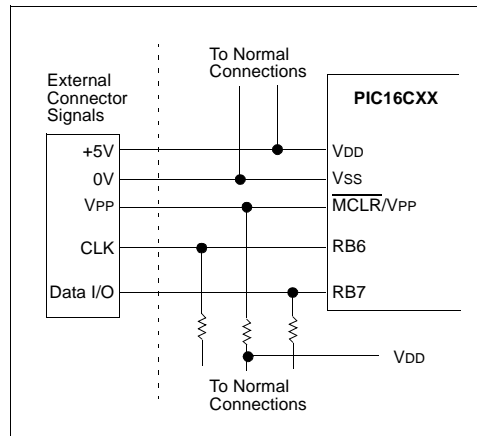 To Normal
Connections
External
Connector
Signals
PIC16CXX
+5V
VDD
0V
VSS
VPP
MCLR/VPP
CLK
RB6
Data I/O
RB7
VDD
To Normal
Connections